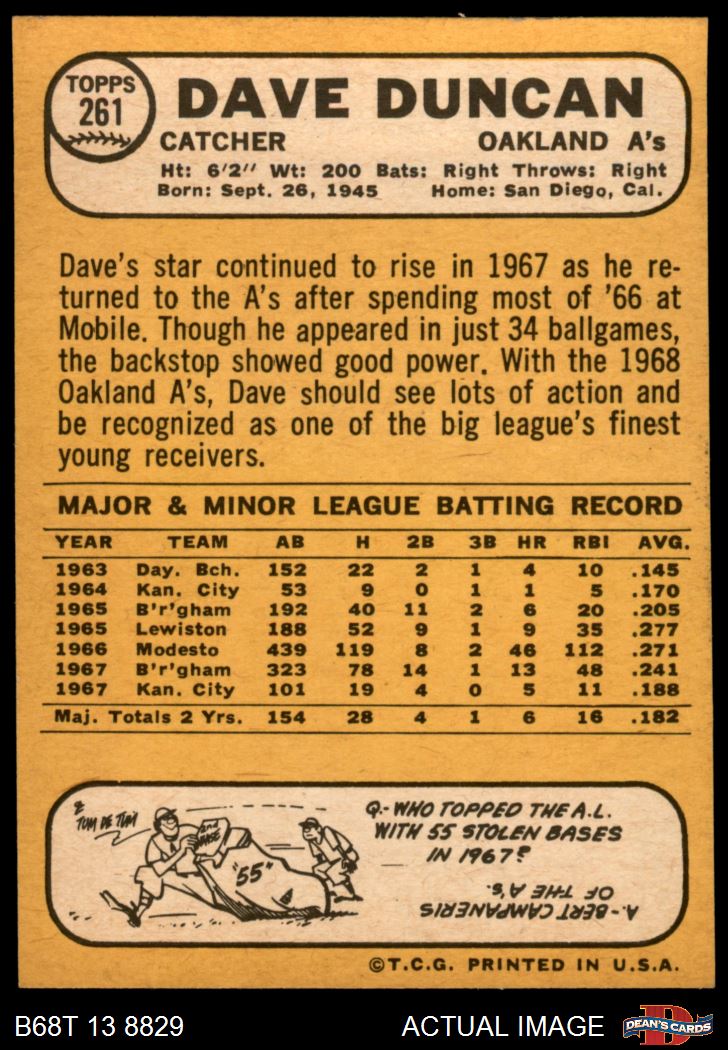 TOPPS
261
DAVE DUNCAN
CATCHER OAKLAND A's
Ht: 6'2" Wt: 200 Bats: Right Throws: Right
Born: Sept. 26, 1945 Home: San Diego, Cal.
Dave's star continued to rise in 1967 as he re-
turned to the A's after spending most of '66 at
Mobile. Though he appeared in just 34 ballgames,
the backstop showed good power. With the 1968
Oakland A's, Dave should see lots of action and
be recognized as one of the big league's finest
young receivers.
MAJOR & MINOR LEAGUE BATTING RECORD
YEAR TEAM AB H 2B 3B HR RBI AVG.
1963 Day. Bch. 152 22 2 1 4 10 .145
1964 Kan. City 53 9 0 1 1 5 .170
1965 B'r'gham 192 40 11 2 6 20 .205
1965 Lewiston 188 52 9 1 9 35 .277
1966 Modesto 439 119 8 2 46 112 .271
1967 B'r'gham 323 78 14 1 13 48 .241
1967 Kan. City 101 19 4 0 5 11 .188
Maj. Totals 2 Yrs. 154 28 4 1 6 16 .182
TUM DE TUM
2nd
BASE
"55"
Q.- WHO TOPPED THE A.L.
WITH 55 STOLEN BASES
IN 1967?
A.- BERT CAMPANERIS
OF THE A's.
©T.C.G. PRINTED IN U.S.A.
B68T 13 8829 ACTUAL IMAGE
D
DEAN'S CARDS